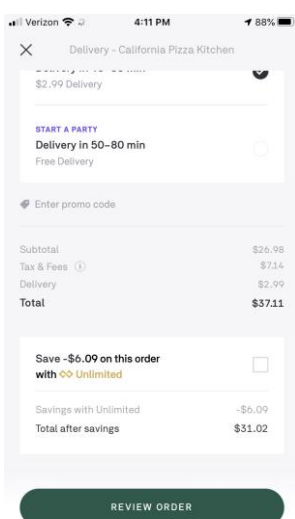 Verizon 4:11 PM 88%
Delivery - California Pizza Kitchen
$2.99 Delivery
START A PARTY
Delivery in 50–80 min
Free Delivery
Enter promo code
Subtotal $26.98
Tax & Fees $7.14
Delivery $2.99
Total $37.11
Save -$6.09 on this order
with Unlimited
Savings with Unlimited -$6.09
Total after savings $31.02
REVIEW ORDER